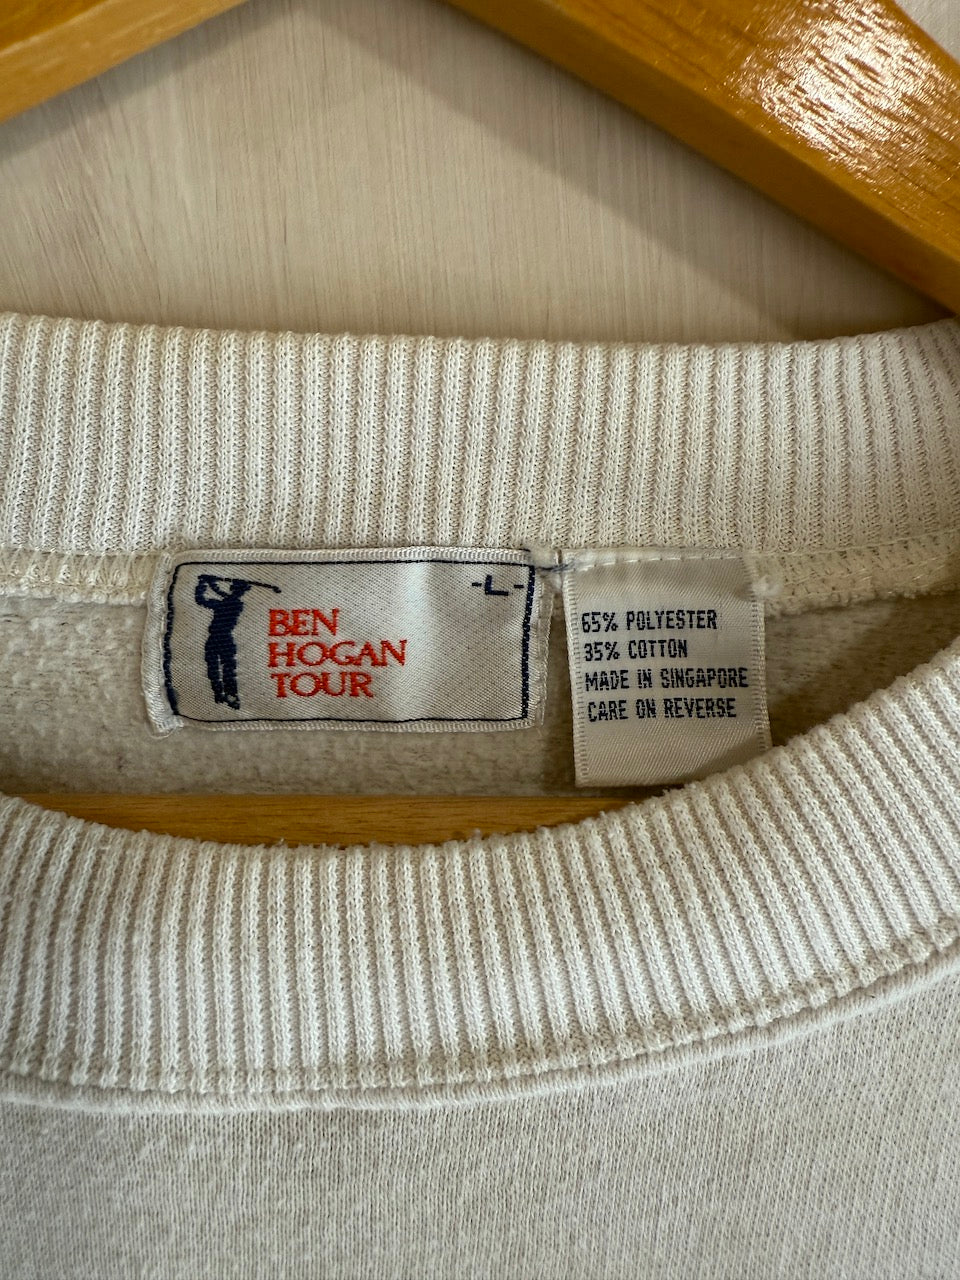 -L-
BEN
HOGAN
TOUR
65% POLYESTER
35% COTTON
MADE IN SINGAPORE
CARE ON REVERSE